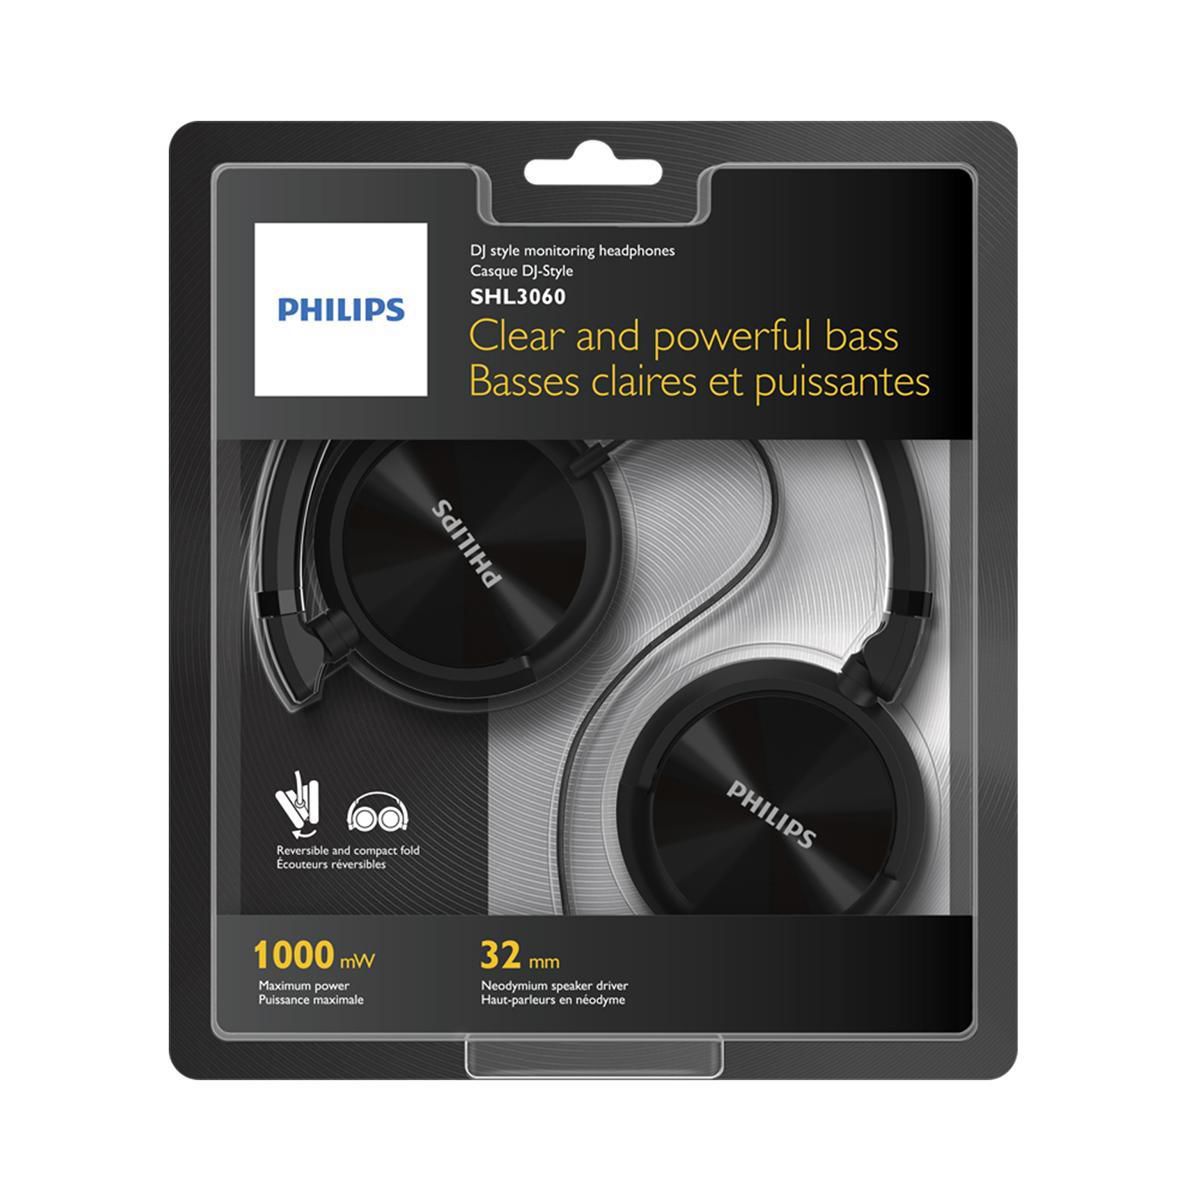 PHILIPS
DJ style monitoring headphones
Casque DJ-Style
SHL3060
Clear and powerful bass
Basses claires et puissantes
PHILIPS
PHILIPS
Reversible and compact fold
Écouteurs réversibles
1000 mW
Maximum power
Puissance maximale
32 mm
Neodymium speaker driver
Haut-parleurs en néodyme